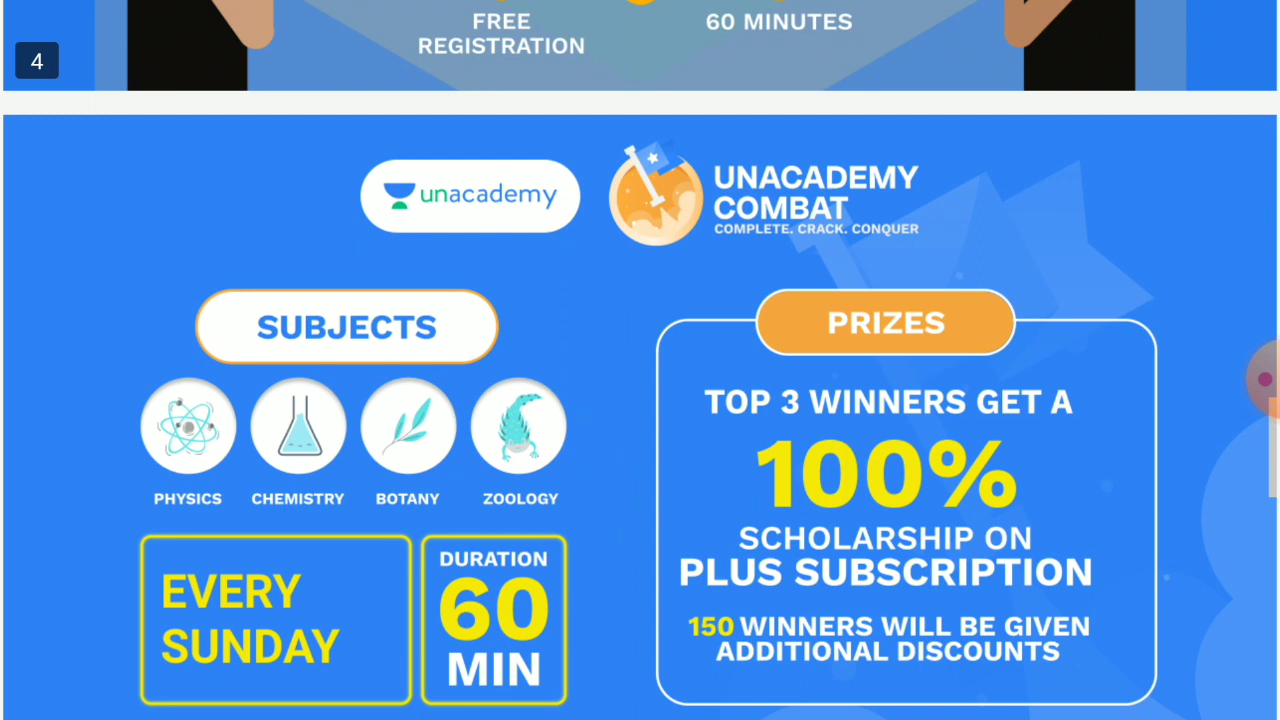 FREE
REGISTRATION
60 MINUTES
4
unacademy
UNACADEMY
COMBAT
COMPLETE. CRACK. CONQUER
SUBJECTS
PHYSICS
CHEMISTRY
BOTANY
ZOOLOGY
EVERY
SUNDAY
DURATION
60
MIN
PRIZES
TOP 3 WINNERS GET A
100%
SCHOLARSHIP ON
PLUS SUBSCRIPTION
150 WINNERS WILL BE GIVEN
ADDITIONAL DISCOUNTS